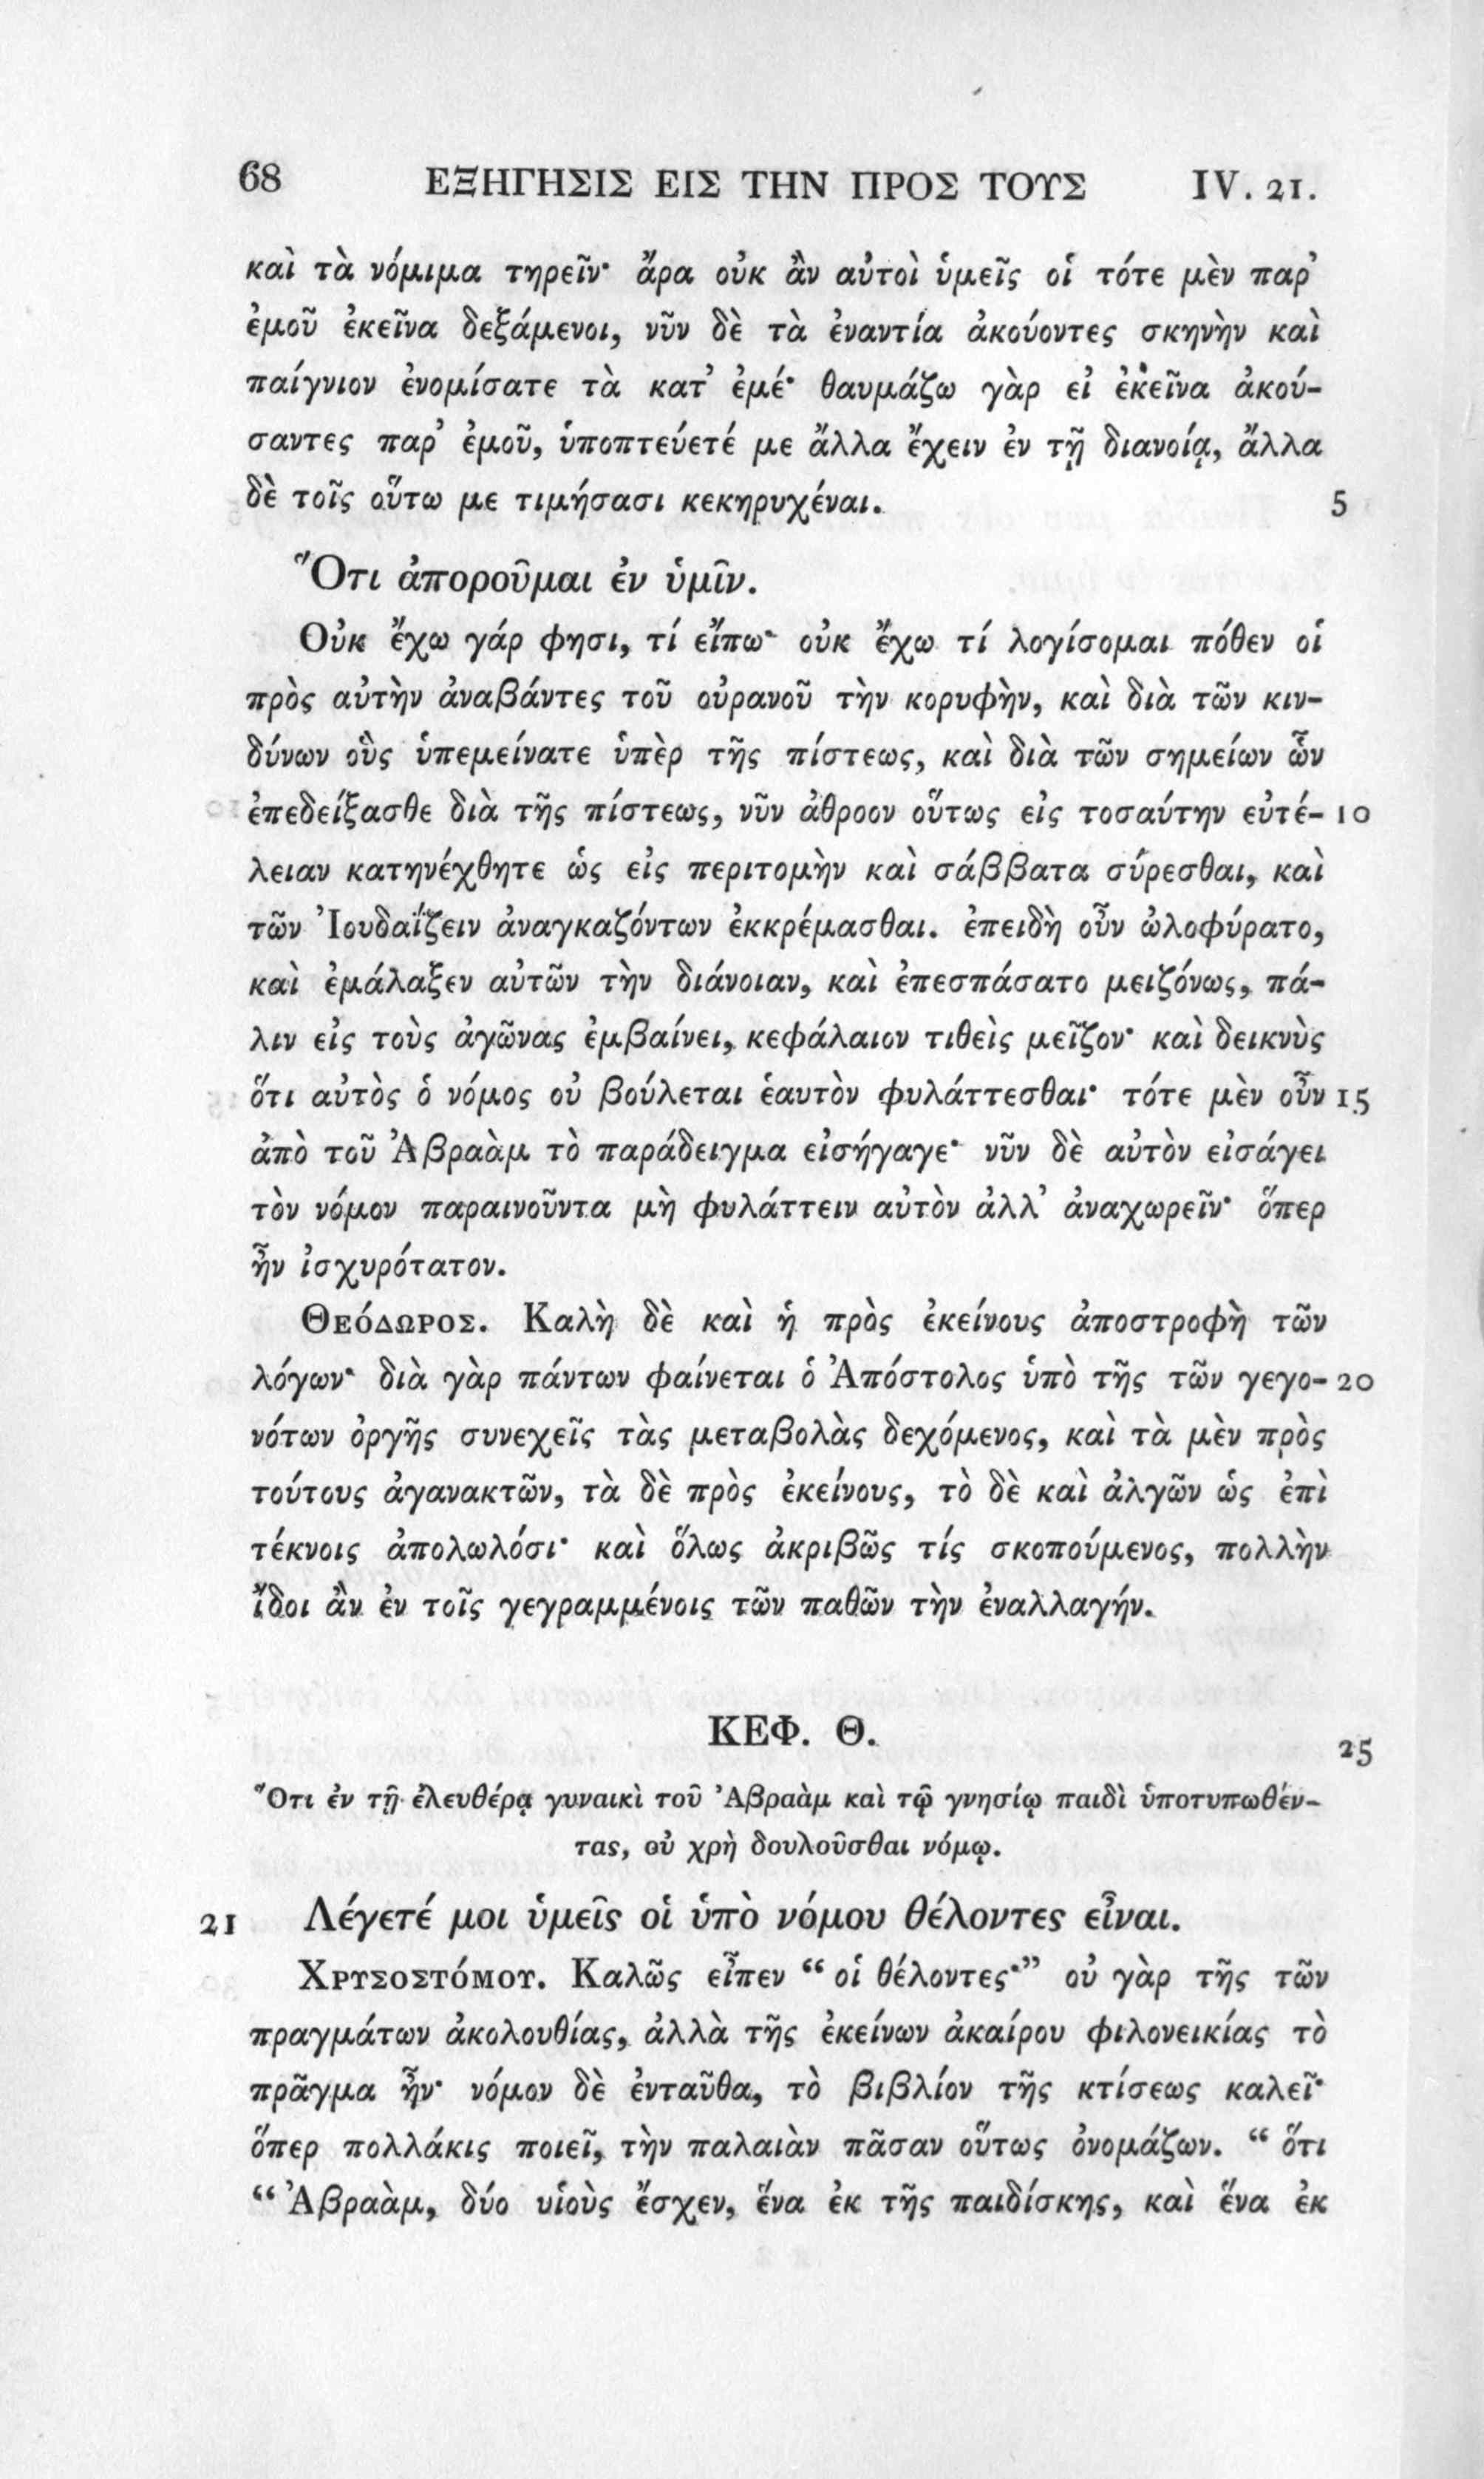 68 ΕΞΗΓΗΣΙΣ ΕΙΣ ΤΗΝ ΠΡΟΣ ΤΟΥΣ IV. 21.
καὶ τὰ νόμιμα τηρεῖν· ἄρα οὐκ ἂν αὐτοὶ ὑμεῖς οἱ τότε μὲν παρ’
ἐμοῦ ἐκεῖνα δεξάμενοι, νῦν δὲ τὰ ἐναντία ἀκούοντες σκηνὴν καὶ
παίγνιον ἐνομίσατε τὰ κατ’ ἐμέ· θαυμάζω γὰρ εἰ ἐκεῖνα ἀκού-
σαντες παρ’ ἐμοῦ, ὑποπτεύετέ με ἄλλα ἔχειν ἐν τῇ διανοίᾳ, ἄλλα
δὲ τοῖς οὕτω με τιμήσασι κεκηρυχέναι. 5
Ὅτι ἀποροῦμαι ἐν ὑμῖν.
Οὐκ ἔχω γάρ φησι, τί εἴπω· οὐκ ἔχω τί λογίσομαι πόθεν οἱ
πρὸς αὐτὴν ἀναβάντες τοῦ οὐρανοῦ τὴν κορυφὴν, καὶ διὰ τῶν κιν-
δύνων οὓς ὑπεμείνατε ὑπὲρ τῆς πίστεως, καὶ διὰ τῶν σημείων ὧν
ἐπεδείξασθε διὰ τῆς πίστεως, νῦν ἀθροον οὕτως εἰς τοσαύτην εὐτέ- 10
λειαν κατηνέχθητε ὡς εἰς περιτομὴν καὶ σάββατα σύρεσθαι, καὶ
τῶν Ἰουδαΐζειν ἀναγκαζόντων ἐκκρέμασθαι. ἐπειδὴ οὖν ὠλοφύρατο,
καὶ ἐμάλαξεν αὐτῶν τὴν διάνοιαν, καὶ ἐπεσπάσατο μειζόνως, πά-
λιν εἰς τοὺς ἀγῶνας ἐμβαίνει, κεφάλαιον τιθεὶς μεῖζον· καὶ δεικνὺς
ὅτι αὐτὸς ὁ νόμος οὐ βούλεται ἑαυτὸν φυλάττεσθαι· τότε μὲν οὖν 15
ἀπὸ τοῦ Ἀβραὰμ τὸ παράδειγμα εἰσήγαγε· νῦν δὲ αὐτὸν εἰσάγει
τὸν νόμον παραινοῦντα μὴ φυλάττειν αὐτὸν ἀλλ’ ἀναχωρεῖν· ὅπερ
ἦν ἰσχυρότατον.
ΘΕΌΔΩΡΟΣ. Καλὴ δὲ καὶ ἡ πρὸς ἐκείνους ἀποστροφὴ τῶν
λόγων· διὰ γὰρ πάντων φαίνεται ὁ Ἀπόστολος ὑπὸ τῆς τῶν γεγο- 20
νότων ὀργῆς συνεχεῖς τὰς μεταβολὰς δεχόμενος, καὶ τὰ μὲν πρὸς
τούτους ἀγανακτῶν, τὰ δὲ πρὸς ἐκείνους, τὸ δὲ καὶ ἀλγῶν ὡς ἐπὶ
τέκνοις ἀπολωλόσι· καὶ ὅλως ἀκριβῶς τίς σκοπούμενος, πολλὴν
ἴδοι ἂν ἐν τοῖς γεγραμμένοις τῶν παθῶν τὴν ἐναλλαγήν.
ΚΕΦ. Θ. 25
Ὅτι ἐν τῇ ἐλευθέρᾳ γυναικὶ τοῦ Ἀβραὰμ καὶ τῷ γνησίῳ παιδὶ ὑποτυπωθέν-
τας, οὐ χρὴ δουλοῦσθαι νόμῳ.
21 Λέγετέ μοι ὑμεῖς οἱ ὑπὸ νόμου θέλοντες εἶναι.
ΧΡΥΣΟΣΤΌΜΟΥ. Καλῶς εἶπεν “ οἱ θέλοντες·” οὐ γὰρ τῆς τῶν
πραγμάτων ἀκολουθίας, ἀλλὰ τῆς ἐκείνων ἀκαίρου φιλονεικίας τὸ
πρᾶγμα ἦν· νόμον δὲ ἐνταῦθα, τὸ βιβλίον τῆς κτίσεως καλεῖ·
ὅπερ πολλάκις ποιεῖ, τὴν παλαιὰν πᾶσαν οὕτως ὀνομάζων. “ ὅτι
“ Ἀβραὰμ, δύο υἱοὺς ἔσχεν, ἕνα ἐκ τῆς παιδίσκης, καὶ ἕνα ἐκ